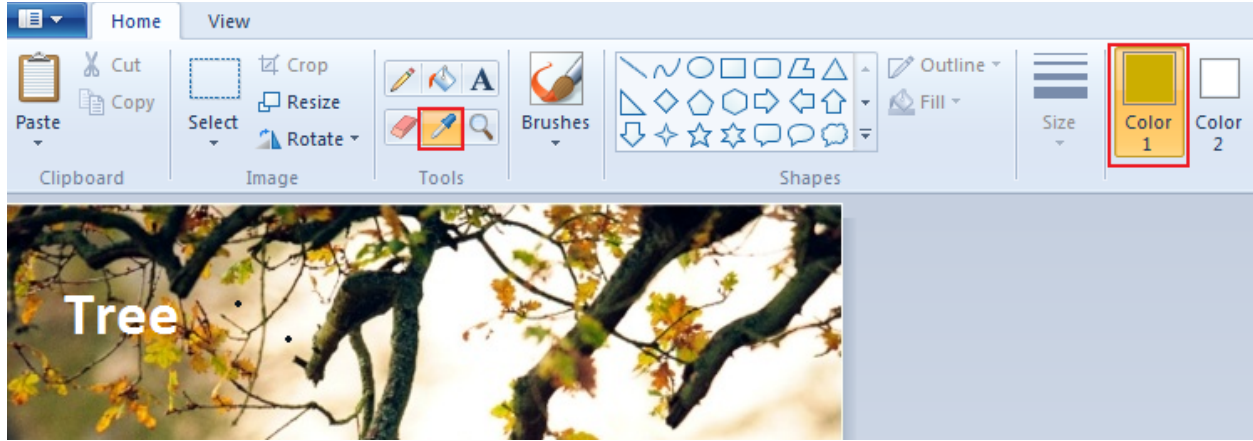 Home View
Cut
Copy
Paste
Clipboard
Select
Crop
Resize
Rotate
Image
A
Tools
Brushes
Shapes
Outline
Fill
Size
Color
1
Color
2
Tree